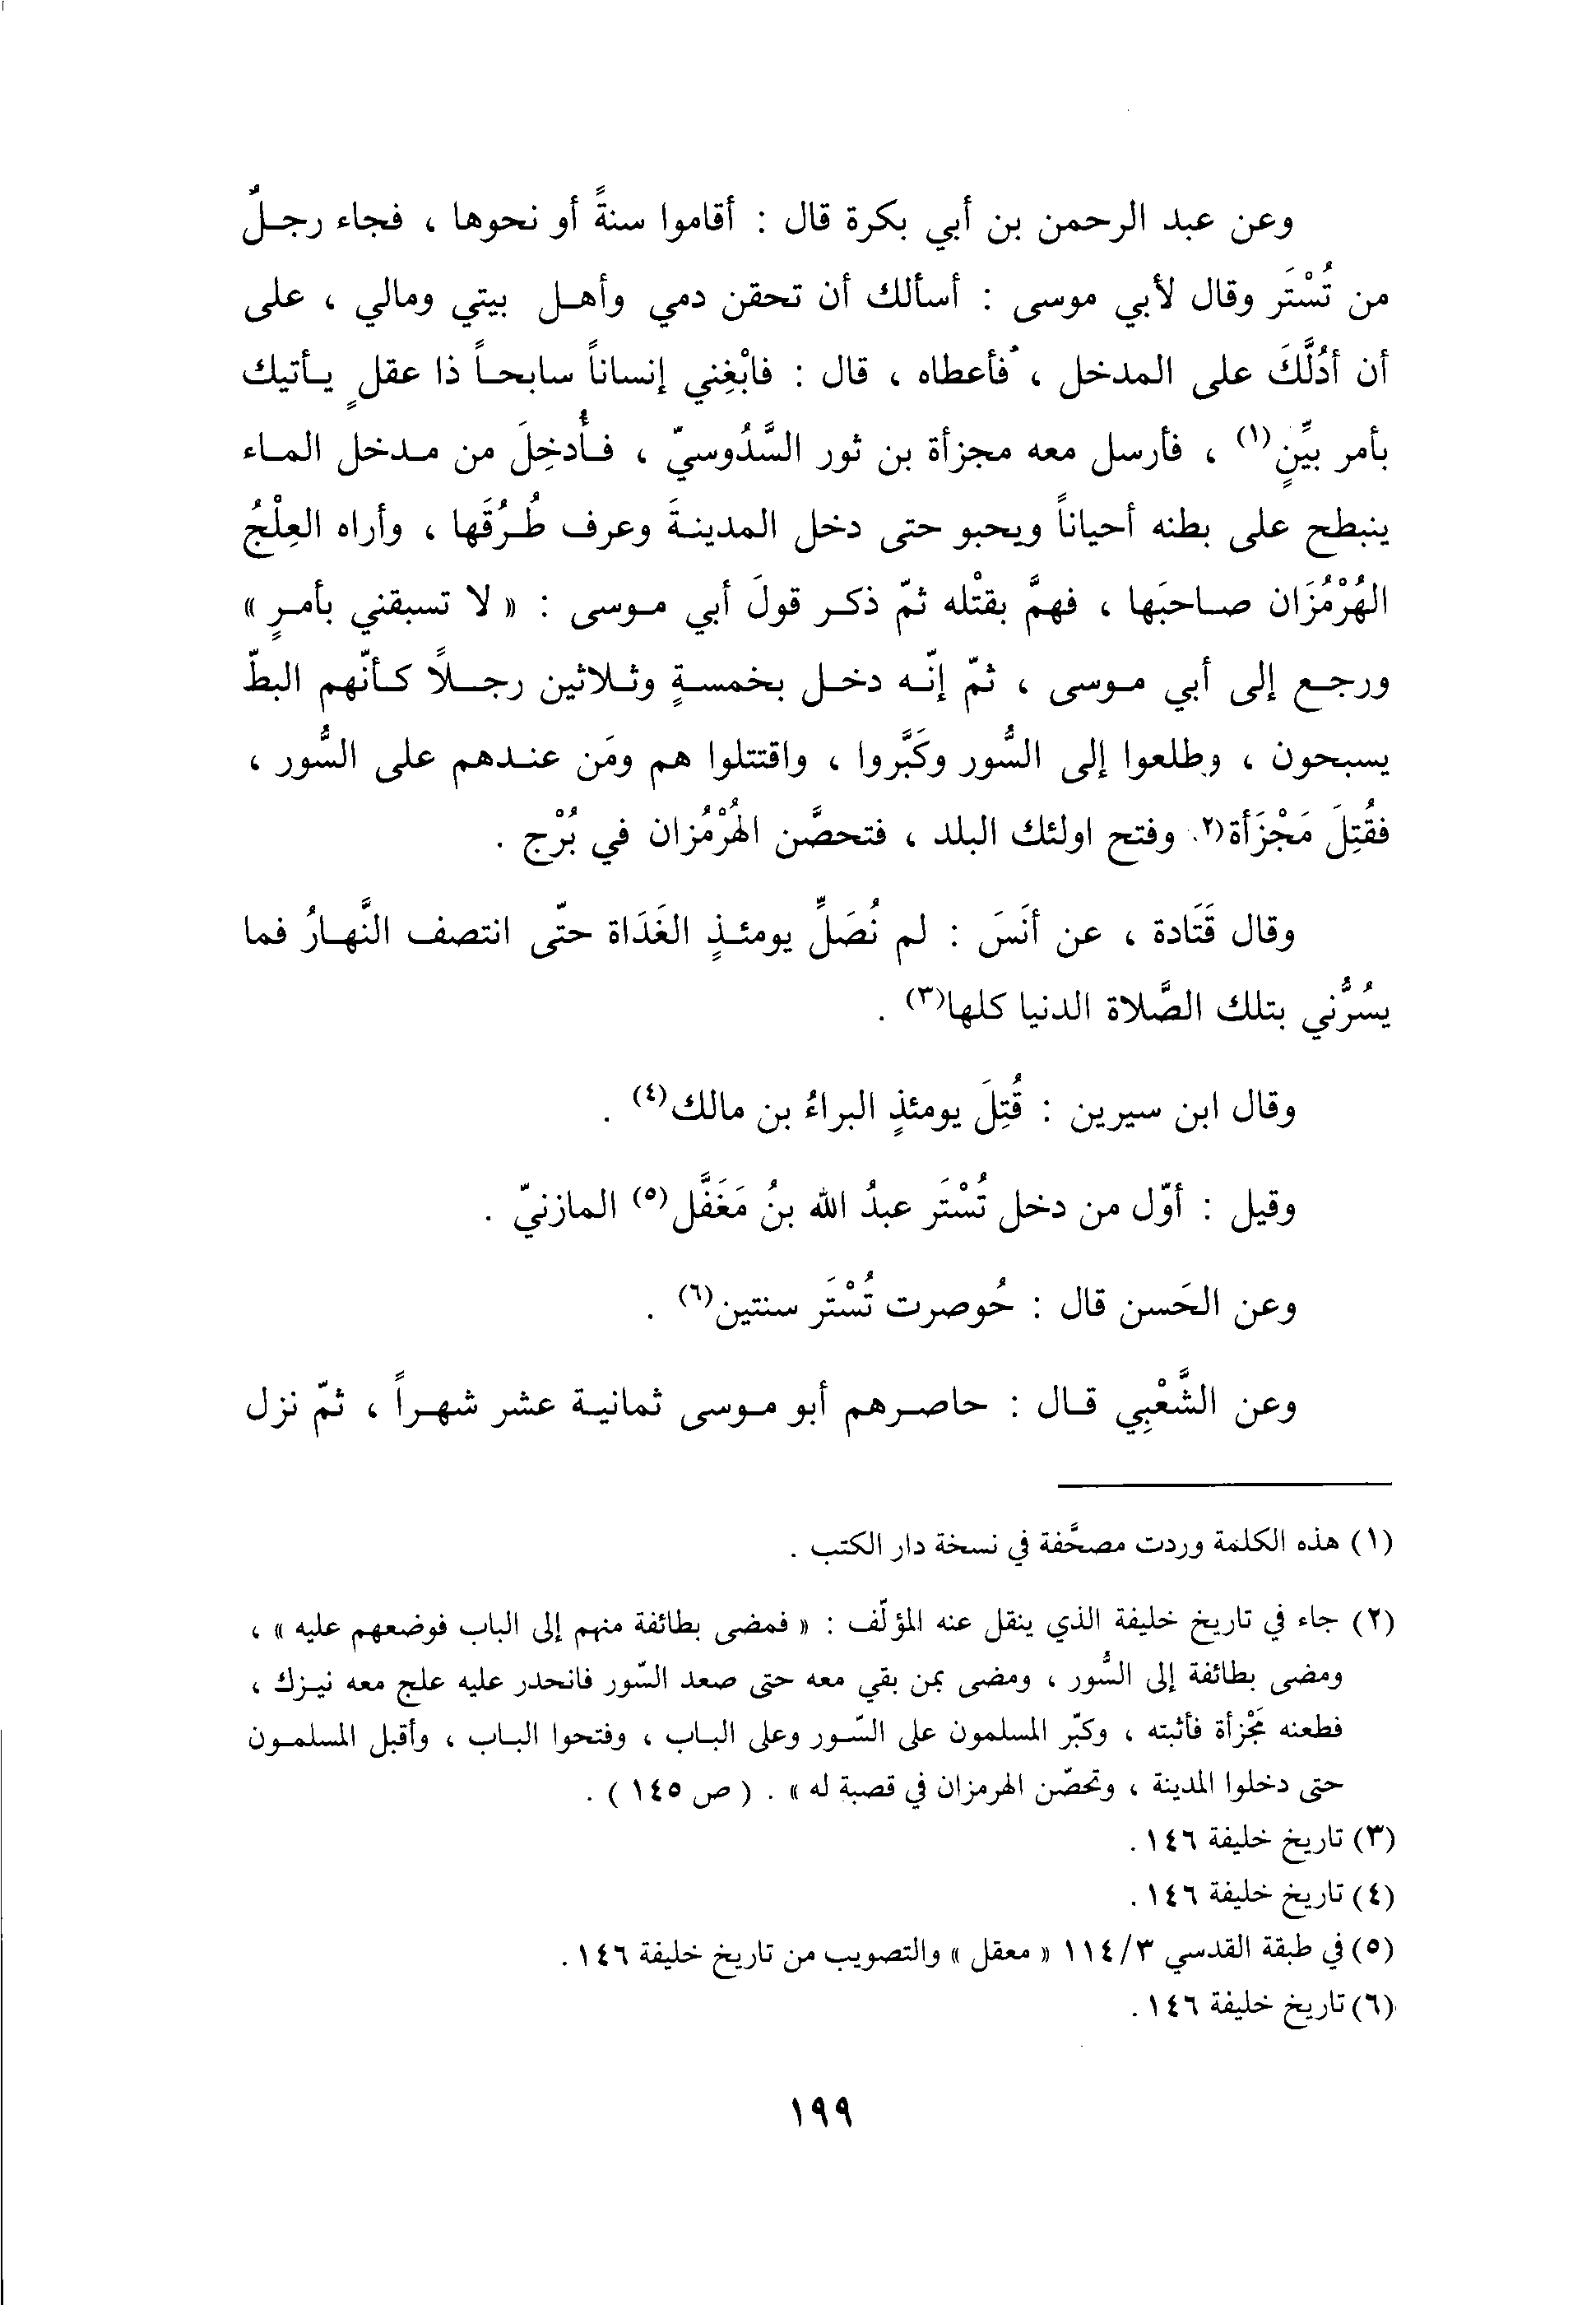 وعن عبد الرحمن بن أبي بكرة قال : أقاموا سنةً أو نحوها ، فجاء رجلٌ
من تُسْتَر وقال لأبي موسى : أسألك أن تحقن دمي وأهل بيتي ومالي ، على
أن أدُلَّكَ على المدخل ، فأعطاه ، قال : فابْغِني إنساناً سابحاً ذا عقلٍ يأتيك
بأمر بيِّنٍ(١) ، فأرسل معه مجزأة بن ثور السَّدُوسيّ ، فأُدخِلَ من مدخل الماء
ينبطح على بطنه أحياناً ويحبو حتى دخل المدينةَ وعرف طُرُقَها ، وأراه العِلْجُ
الهُرْمُزَان صاحبَها ، فهمَّ بقتْله ثمّ ذكر قولَ أبي موسى : « لا تسبقني بأمرٍ »
ورجع إلى أبي موسى ، ثمّ إنّه دخل بخمسةٍ وثلاثين رجلاً كأنّهم البطّ
يسبحون ، وطلعوا إلى السُّور وكَبَّروا ، واقتتلوا هم ومَن عندهم على السُّور ،
فقُتِلَ مَجْزَأة(٢) وفتح اولئك البلد ، فتحصَّن الهُرْمُزان في بُرْج .
وقال قَتَادة ، عن أنَسَ : لم نُصَلِّ يومئذٍ الغَدَاة حتّى انتصف النَّهارُ فما
يسُرُّني بتلك الصَّلاة الدنيا كلها(٣) .
وقال ابن سيرين : قُتِلَ يومئذٍ البراءُ بن مالك(٤) .
وقيل : أوّل من دخل تُسْتَر عبدُ الله بنُ مَغَفَّل(٥) المازنيّ .
وعن الحَسن قال : حُوصرت تُسْتَر سنتين(٦) .
وعن الشَّعْبِي قال : حاصرهم أبو موسى ثمانية عشر شهراً ، ثمّ نزل
(١) هذه الكلمة وردت مصحَّفة في نسخة دار الكتب .
(٢) جاء في تاريخ خليفة الذي ينقل عنه المؤلّف : « فمضى بطائفة منهم إلى الباب فوضعهم عليه » ،
ومضى بطائفة إلى السُّور ، ومضى بمن بقي معه حتى صعد السّور فانحدر عليه علج معه نيزك ،
فطعنه مَجْزأة فأثبته ، وكبّر المسلمون على السّور وعلى الباب ، وفتحوا الباب ، وأقبل المسلمون
حتى دخلوا المدينة ، وتحصّن الهرمزان في قصبة له » . ( ص ١٤٥ ) .
(٣) تاريخ خليفة ١٤٦ .
(٤) تاريخ خليفة ١٤٦ .
(٥) في طبقة القدسي ١١٤/٣ « معقل » والتصويب من تاريخ خليفة ١٤٦ .
(٦) تاريخ خليفة ١٤٦ .
١٩٩